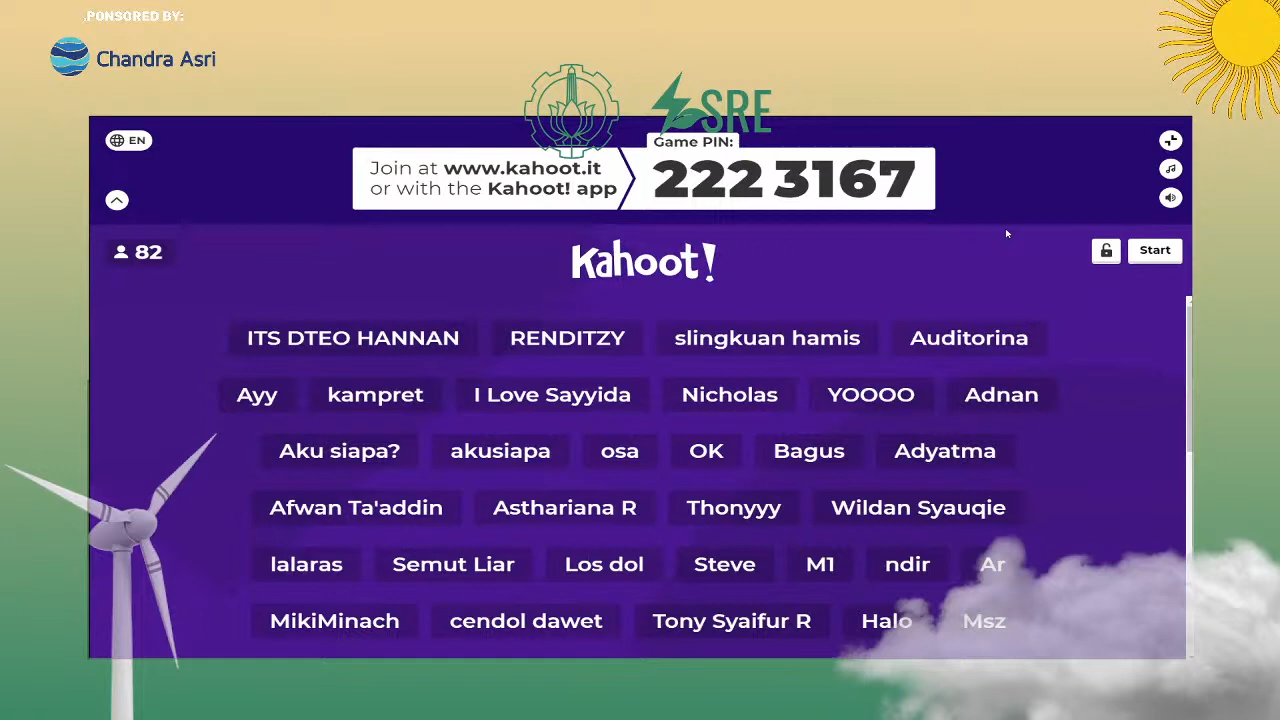 SPONSORED BY:
Chandra Asri
SRE
EN
Join at www.kahoot.it
or with the Kahoot! app
Game PIN:
222 3167
82
Kahoot!
Start
ITS DTEO HANNAN RENDITZY slingkuan hamis Auditorina
Ayy kampret I Love Sayyida Nicholas YOOOO Adnan
Aku siapa? akusiapa osa OK Bagus Adyatma
Afwan Ta'addin Asthariana R Thonyyy Wildan Syauqie
lalaras Semut Liar Los dol Steve M1 ndir Ar
MikiMinach cendol dawet Tony Syaifur R Halo Msz